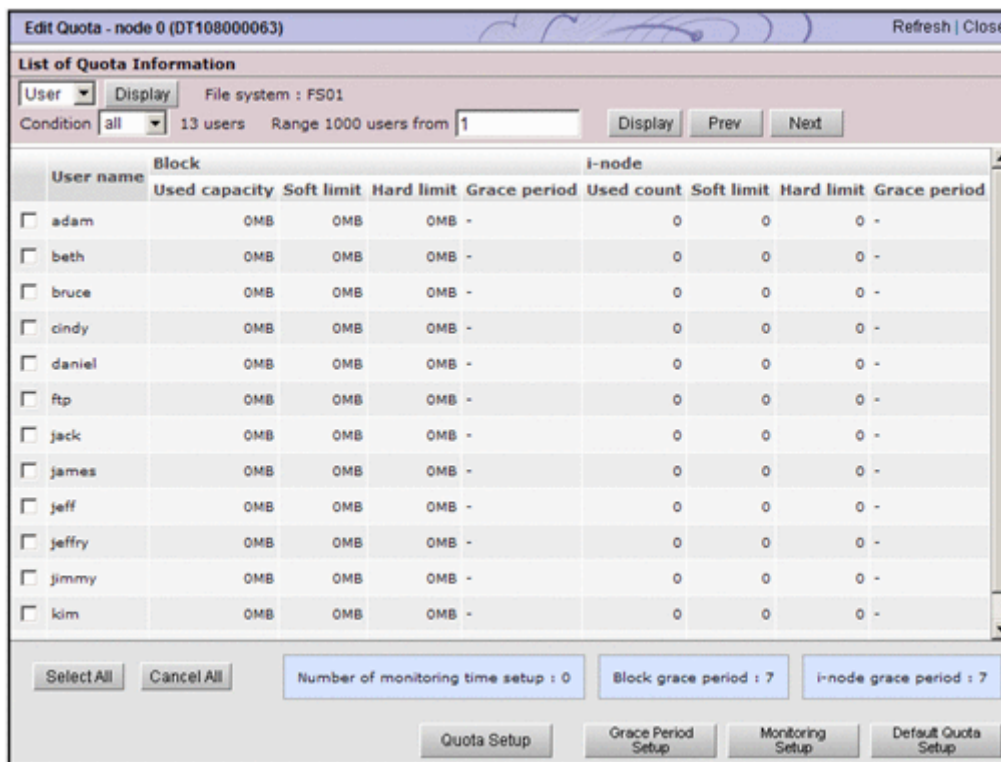 Edit Quota - node 0 (DT108000063) Refresh | Close
List of Quota Information
User Display File system : FS01
Condition all 13 users Range 1000 users from 1 Display Prev Next
Block i-node
User name Used capacity Soft limit Hard limit Grace period Used count Soft limit Hard limit Grace period
adam 0MB 0MB 0MB - 0 0 0 -
beth 0MB 0MB 0MB - 0 0 0 -
bruce 0MB 0MB 0MB - 0 0 0 -
cindy 0MB 0MB 0MB - 0 0 0 -
daniel 0MB 0MB 0MB - 0 0 0 -
ftp 0MB 0MB 0MB - 0 0 0 -
jack 0MB 0MB 0MB - 0 0 0 -
james 0MB 0MB 0MB - 0 0 0 -
jeff 0MB 0MB 0MB - 0 0 0 -
jeffry 0MB 0MB 0MB - 0 0 0 -
jimmy 0MB 0MB 0MB - 0 0 0 -
kim 0MB 0MB 0MB - 0 0 0 -
Select All Cancel All Number of monitoring time setup : 0 Block grace period : 7 i-node grace period : 7
Quota Setup Grace Period Setup Monitoring Setup Default Quota Setup